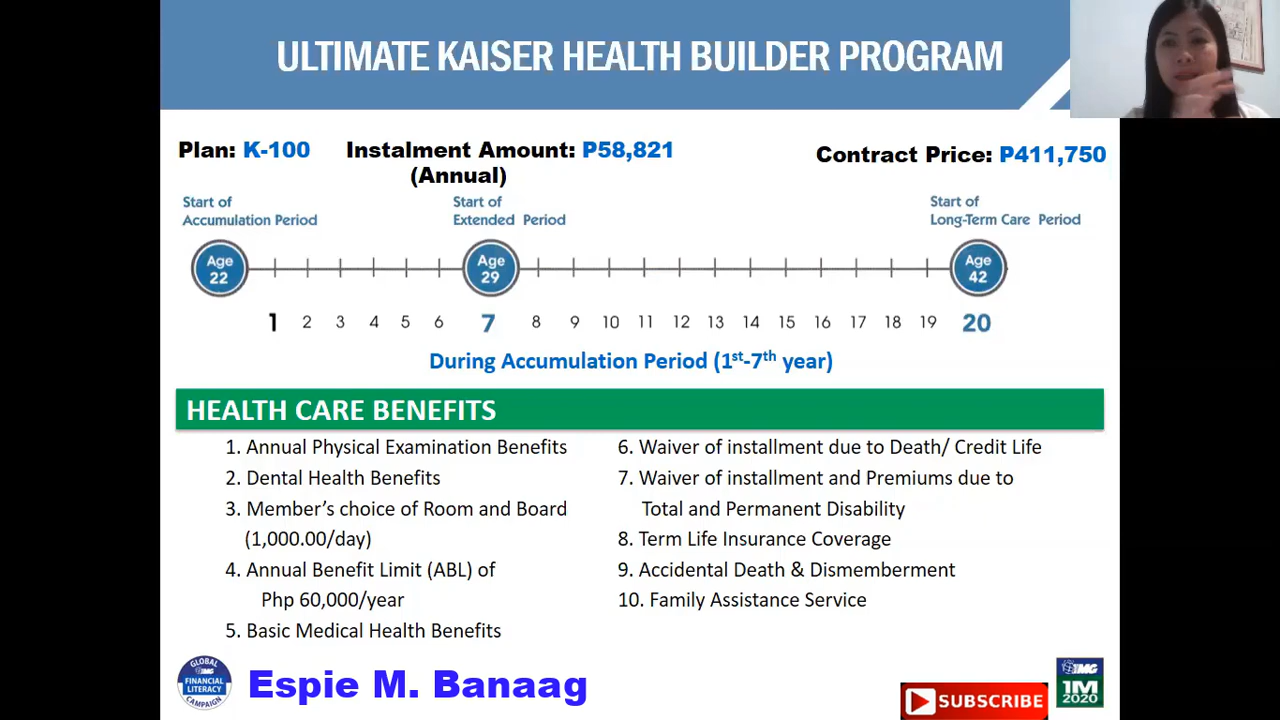 ULTIMATE KAISER HEALTH BUILDER PROGRAM
Plan: K-100
Instalment Amount: P58,821
(Annual)
Contract Price: P411,750
Start of
Accumulation Period
Start of
Extended Period
Start of
Long-Term Care Period
Age
22
Age
29
Age
42
1 2 3 4 5 6 7 8 9 10 11 12 13 14 15 16 17 18 19 20
During Accumulation Period (1st-7th year)
HEALTH CARE BENEFITS
1. Annual Physical Examination Benefits
2. Dental Health Benefits
3. Member’s choice of Room and Board
(1,000.00/day)
4. Annual Benefit Limit (ABL) of
Php 60,000/year
5. Basic Medical Health Benefits
6. Waiver of installment due to Death/ Credit Life
7. Waiver of installment and Premiums due to
Total and Permanent Disability
8. Term Life Insurance Coverage
9. Accidental Death & Dismemberment
10. Family Assistance Service
GLOBAL
IMG
FINANCIAL
LITERACY
CAMPAIGN
Espie M. Banaag
SUBSCRIBE
IMG
1M
2020